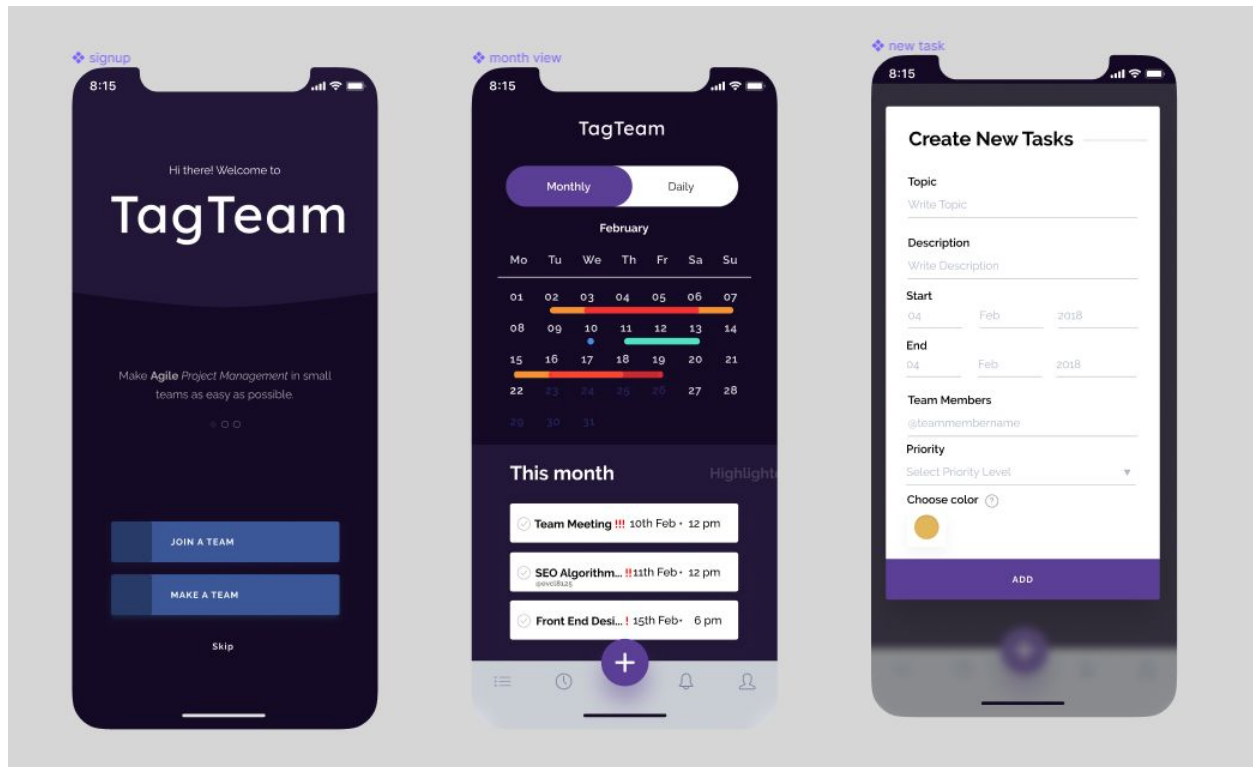 signup
8:15
Hi there! Welcome to
TagTeam
Make Agile Project Management in small
teams as easy as possible.
JOIN A TEAM
MAKE A TEAM
Skip
month view
8:15
TagTeam
Monthly Daily
February
Mo Tu We Th Fr Sa Su
01 02 03 04 05 06 07
08 09 10 11 12 13 14
15 16 17 18 19 20 21
22 23 24 25 26 27 28
29 30 31
This month Highlighte
Team Meeting !!! 10th Feb • 12 pm
SEO Algorithm... !! 11th Feb • 12 pm
@evcl8125
Front End Desi... ! 15th Feb • 6 pm
new task
8:15
Create New Tasks
Topic
Write Topic
Description
Write Description
Start
04 Feb 2018
End
04 Feb 2018
Team Members
@teammembername
Priority
Select Priority Level
Choose color ?
ADD